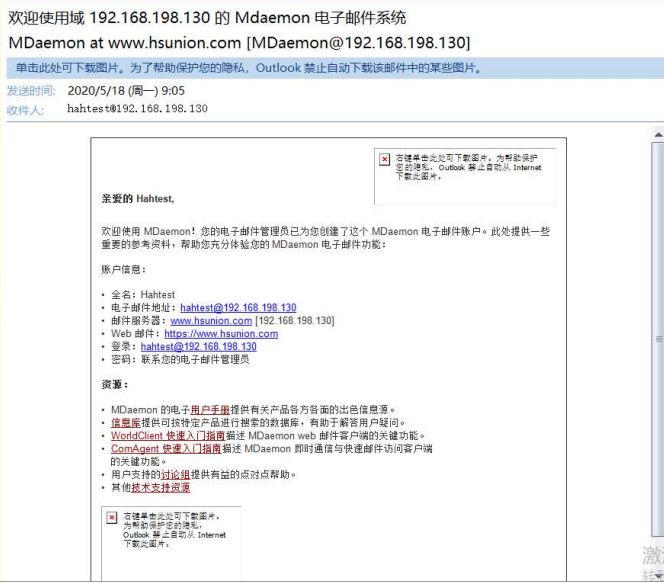 欢迎使用域 192.168.198.130 的 Mdaemon 电子邮件系统
MDaemon at www.hsunion.com [MDaemon@192.168.198.130]
单击此处可下载图片。为了帮助保护您的隐私，Outlook 禁止自动下载该邮件中的某些图片。
发送时间: 2020/5/18 (周一) 9:05
收件人: hahtest@192.168.198.130
右键单击此处可下载图片。为帮助保护
您的隐私，Outlook 禁止自动从 Internet
下载此图片。
亲爱的 Hahtest,
欢迎使用 MDaemon！您的电子邮件管理员已为您创建了这个 MDaemon 电子邮件账户。此处提供一些
重要的参考资料，帮助您充分体验您的 MDaemon 电子邮件功能：
账户信息：
• 全名：Hahtest
• 电子邮件地址：hahtest@192.168.198.130
• 邮件服务器：www.hsunion.com [192.168.198.130]
• Web 邮件：https://www.hsunion.com
• 登录：hahtest@192.168.198.130
• 密码：联系您的电子邮件管理员
资源：
• MDaemon 的电子用户手册提供有关产品各方各面的出色信息源。
• 信息库提供可按特定产品进行搜索的数据库，有助于解答用户疑问。
• WorldClient 快速入门指南描述 MDaemon web 邮件客户端的关键功能。
• ComAgent 快速入门指南描述 MDaemon 即时通信与快速邮件访问客户端
的关键功能。
• 用户支持的讨论组提供有益的点对点帮助。
• 其他技术支持资源
右键单击此处可下载图片。
为帮助保护您的隐私，
Outlook 禁止自动从 Internet
下载此图片。
激
转